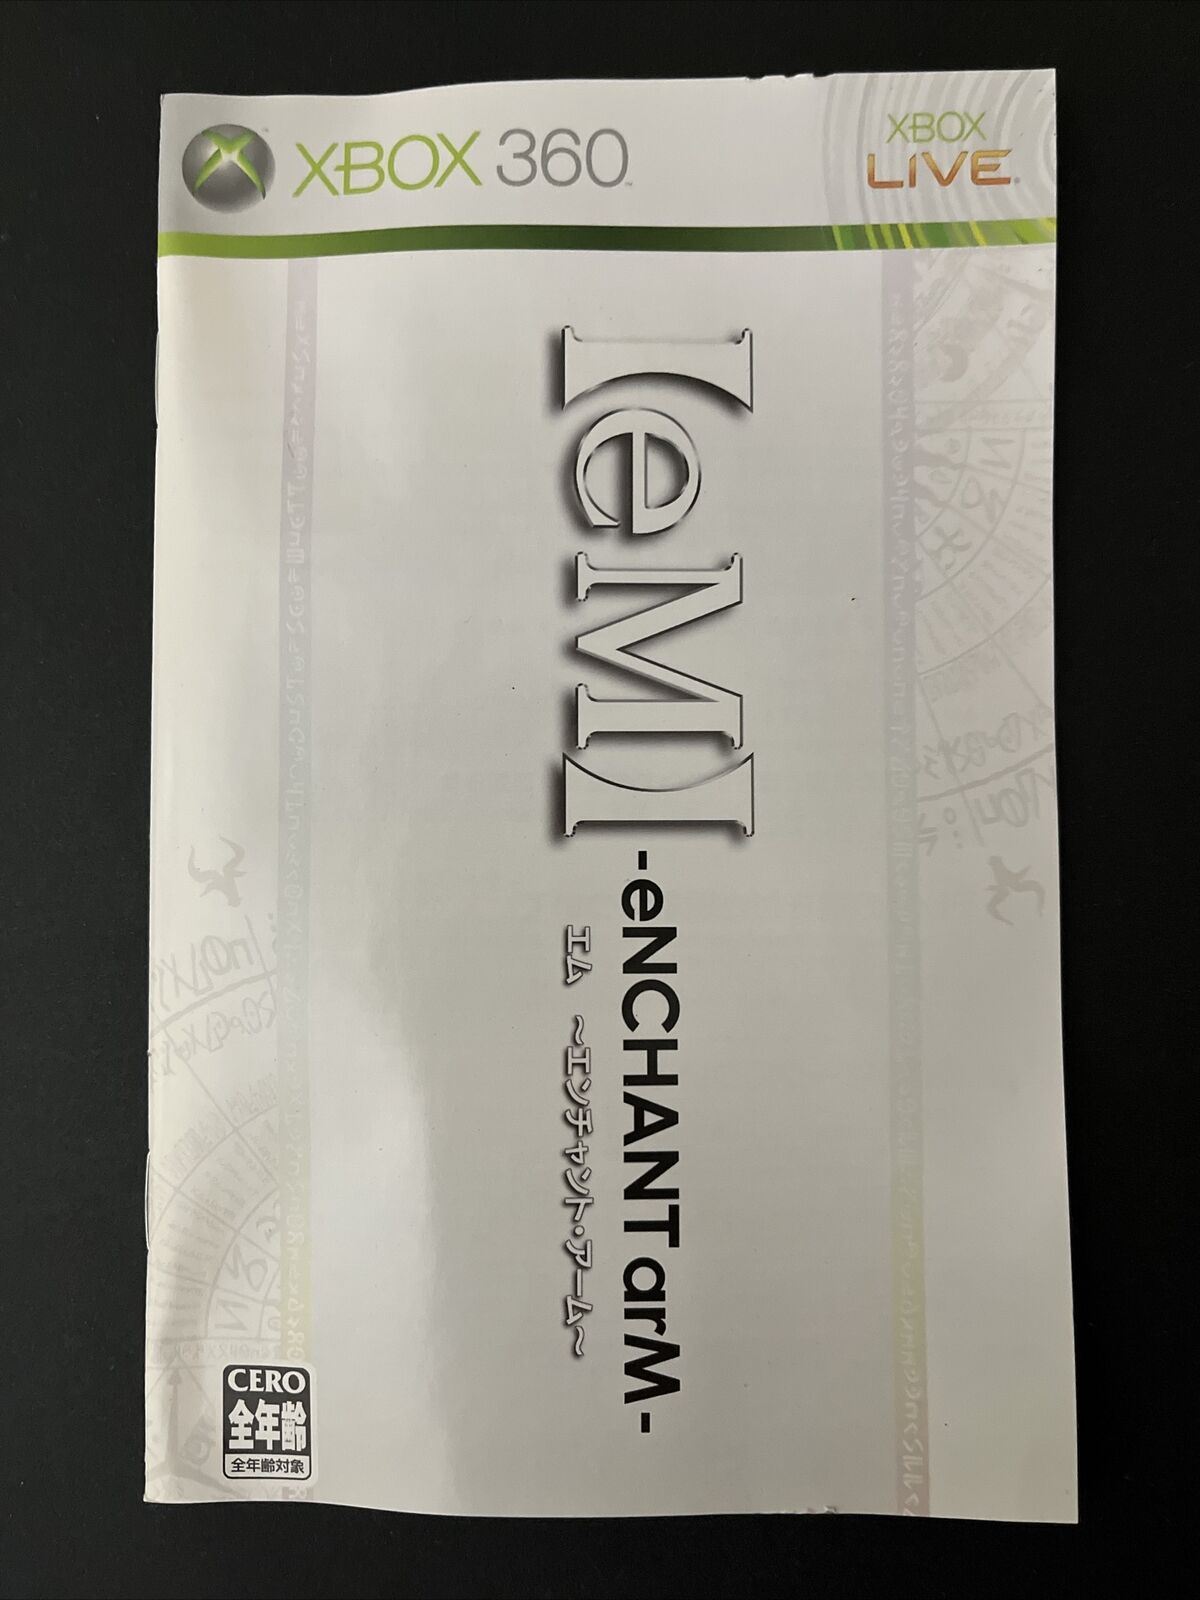 XBOX 360™
XBOX
LIVE®
[eM]
-eNCHANT arM-
エム ～エンチャント・アーム～
CERO
全年齢
全年齢対象